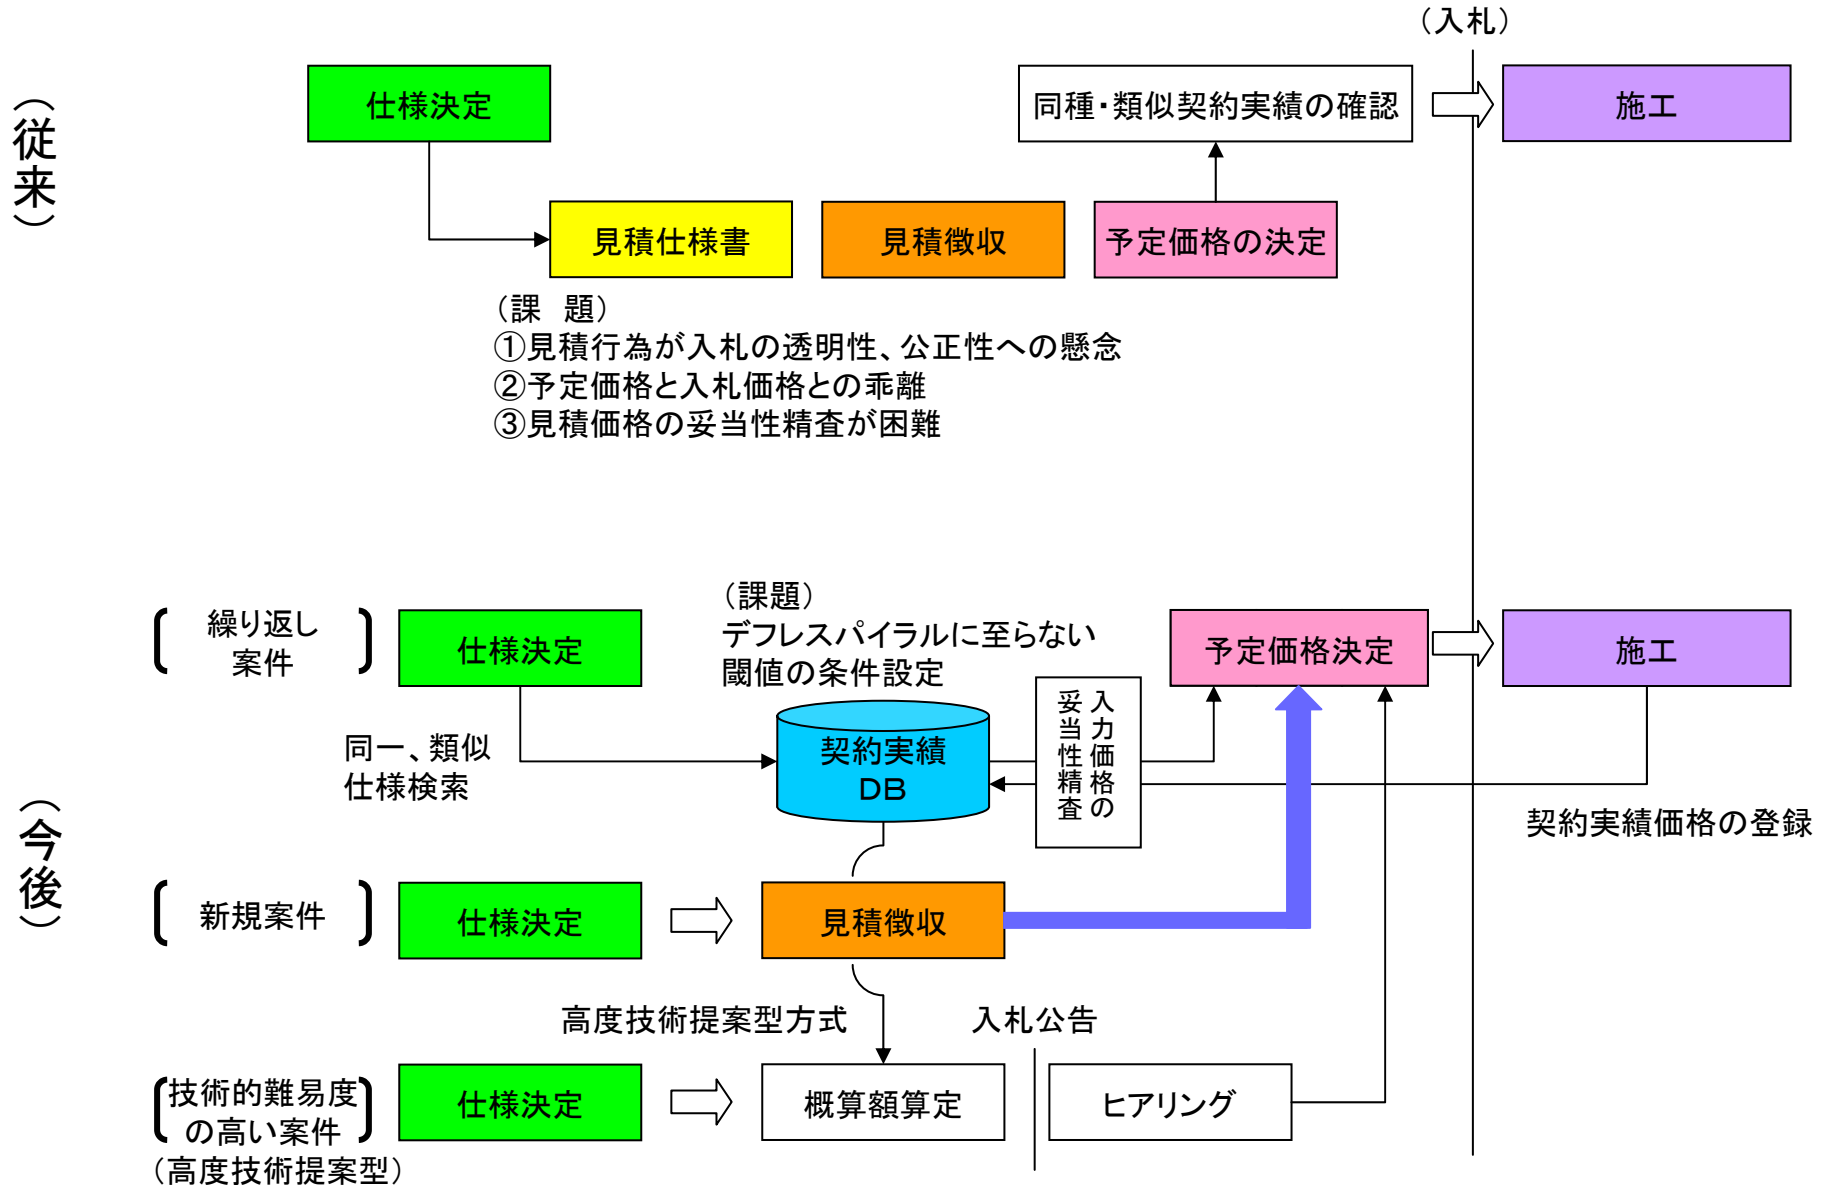 （入札）
（従来）
仕様決定
同種・類似契約実績の確認
施工
見積仕様書
見積徴収
予定価格の決定
（課　題）
①見積行為が入札の透明性、公正性への懸念
②予定価格と入札価格との乖離
③見積価格の妥当性精査が困難
（今後）
繰り返し
案件
仕様決定
（課題）
デフレスパイラルに至らない
閾値の条件設定
予定価格決定
施工
同一、類似
仕様検索
契約実績
ＤＢ
入力価格の
妥当性精査
契約実績価格の登録
新規案件
仕様決定
見積徴収
高度技術提案型方式
入札公告
技術的難易度
の高い案件
（高度技術提案型）
仕様決定
概算額算定
ヒアリング